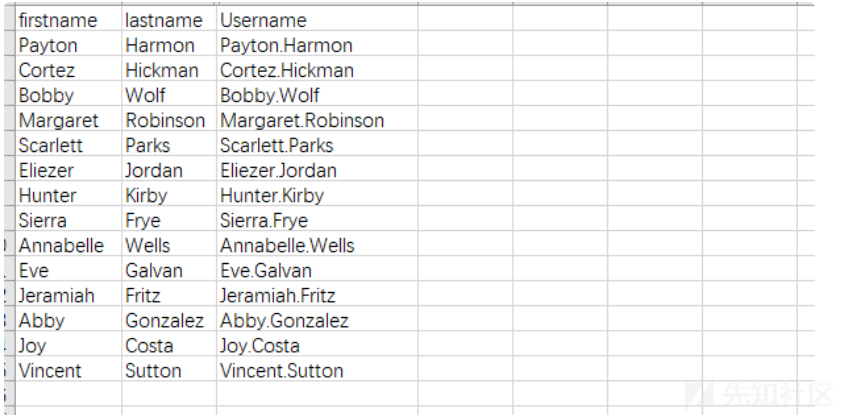 firstname lastname Username
Payton Harmon Payton.Harmon
Cortez Hickman Cortez.Hickman
Bobby Wolf Bobby.Wolf
Margaret Robinson Margaret.Robinson
Scarlett Parks Scarlett.Parks
Eliezer Jordan Eliezer.Jordan
Hunter Kirby Hunter.Kirby
Sierra Frye Sierra.Frye
Annabelle Wells Annabelle.Wells
Eve Galvan Eve.Galvan
Jeramiah Fritz Jeramiah.Fritz
Abby Gonzalez Abby.Gonzalez
Joy Costa Joy.Costa
Vincent Sutton Vincent.Sutton
先知社区